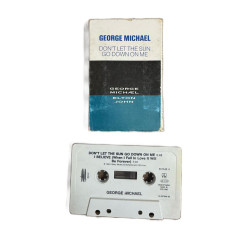 GEORGE MICHAEL
DON'T LET THE SUN
GO DOWN ON ME
GEORGE
MICHAEL
ELTON
JOHN
DON'T LET THE SUN GO DOWN ON ME
I BELIEVE (When I Fall In Love It Will
Be Forever)
GEORGE MICHAEL